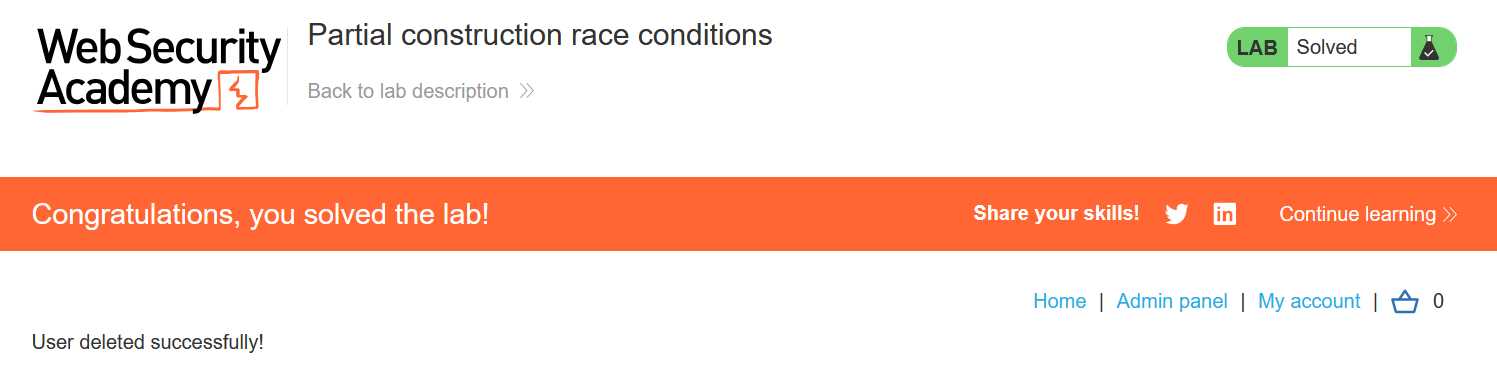 Web Security
Academy
Partial construction race conditions
Back to lab description
LAB Solved
Congratulations, you solved the lab!
Share your skills!
Continue learning
Home | Admin panel | My account | 0
User deleted successfully!